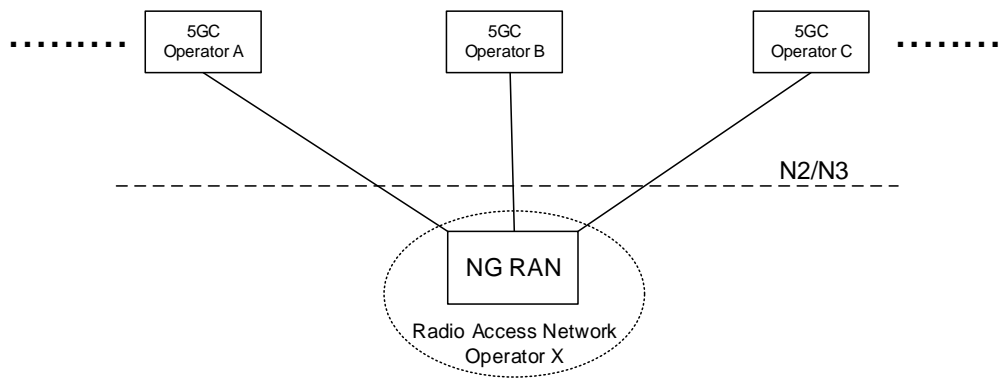 5GC
Operator A
5GC
Operator B
5GC
Operator C
N2/N3
NG RAN
Radio Access Network
Operator X